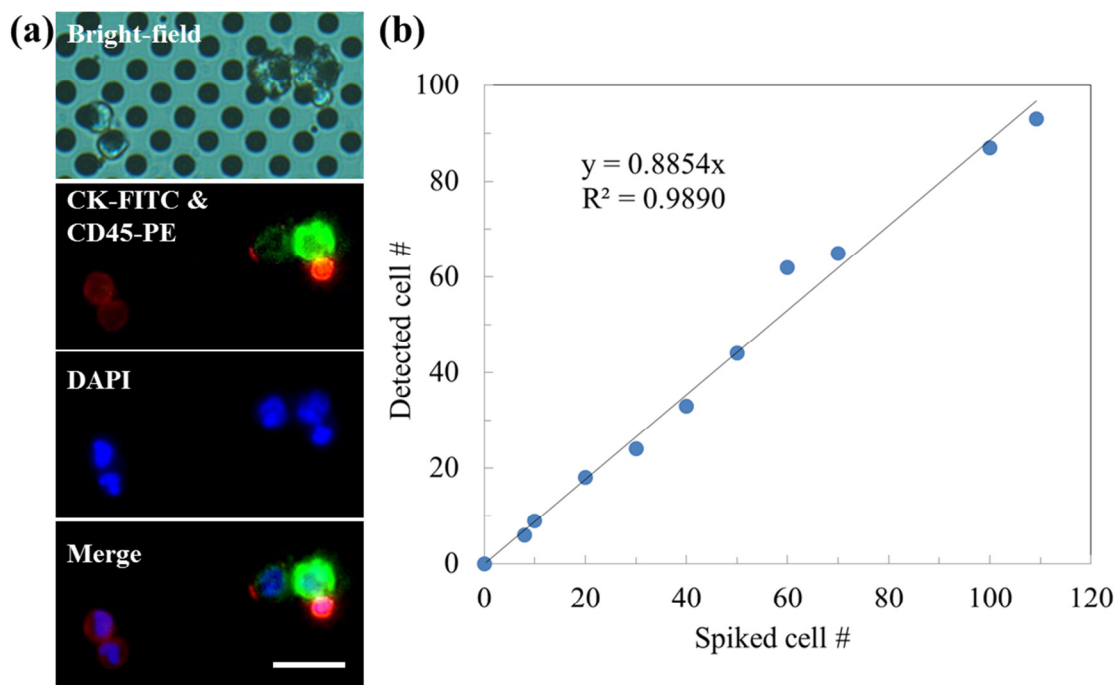 (a)
Bright-field
CK-FITC &
CD45-PE
DAPI
Merge
(b)
100
80
60
40
20
0
y = 0.8854x
R² = 0.9890
Detected cell #
0 20 40 60 80 100 120
Spiked cell #